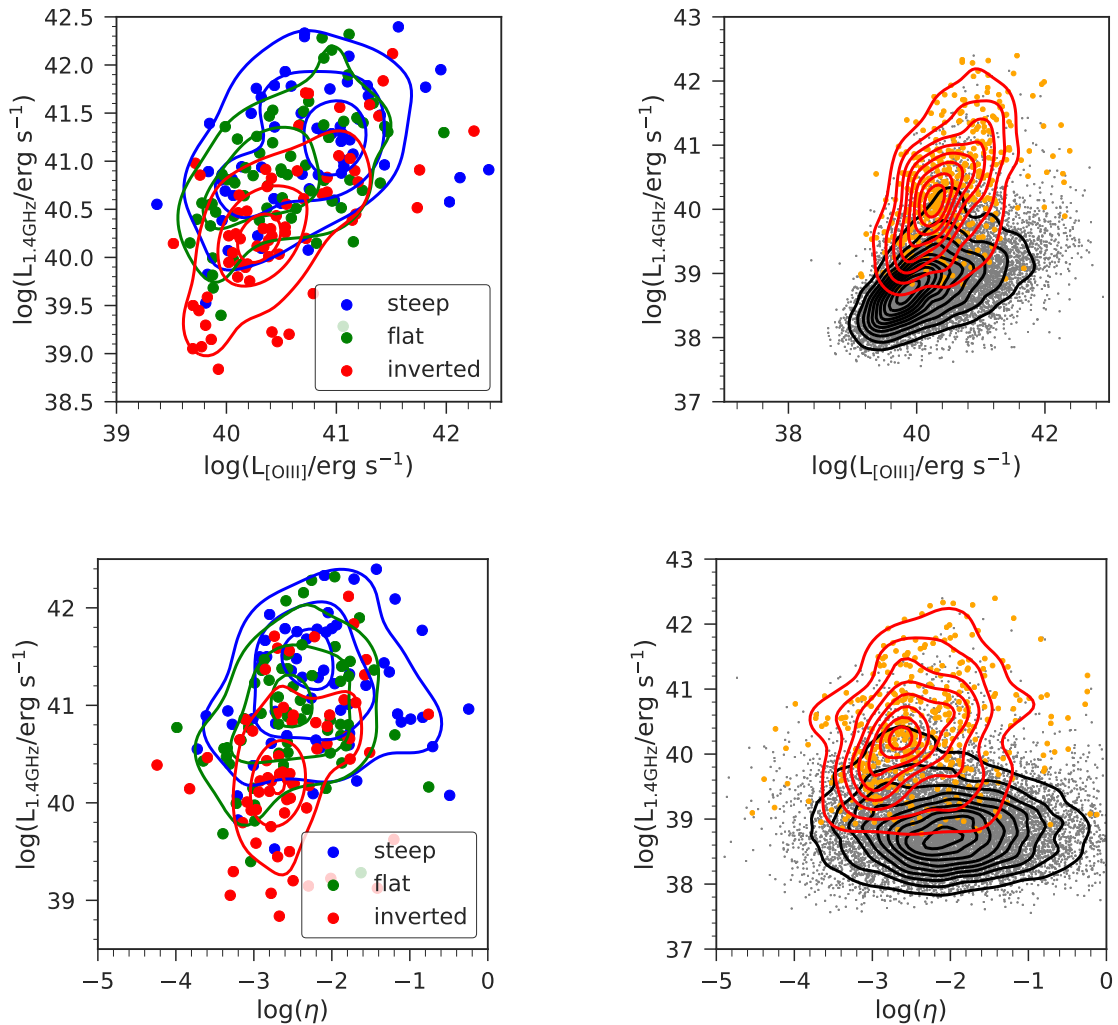 42.5
42.0
41.5
41.0
40.5
40.0
39.5
39.0
38.5
log(L1.4GHz/erg s−1)
39 40 41 42
log(L[OIII]/erg s−1)
steep
flat
inverted
43
42
41
40
39
38
37
log(L1.4GHz/erg s−1)
38 40 42
log(L[OIII]/erg s−1)
42
41
40
39
log(L1.4GHz/erg s−1)
−5 −4 −3 −2 −1 0
log(η)
steep
flat
inverted
43
42
41
40
39
38
37
log(L1.4GHz/erg s−1)
−5 −4 −3 −2 −1 0
log(η)